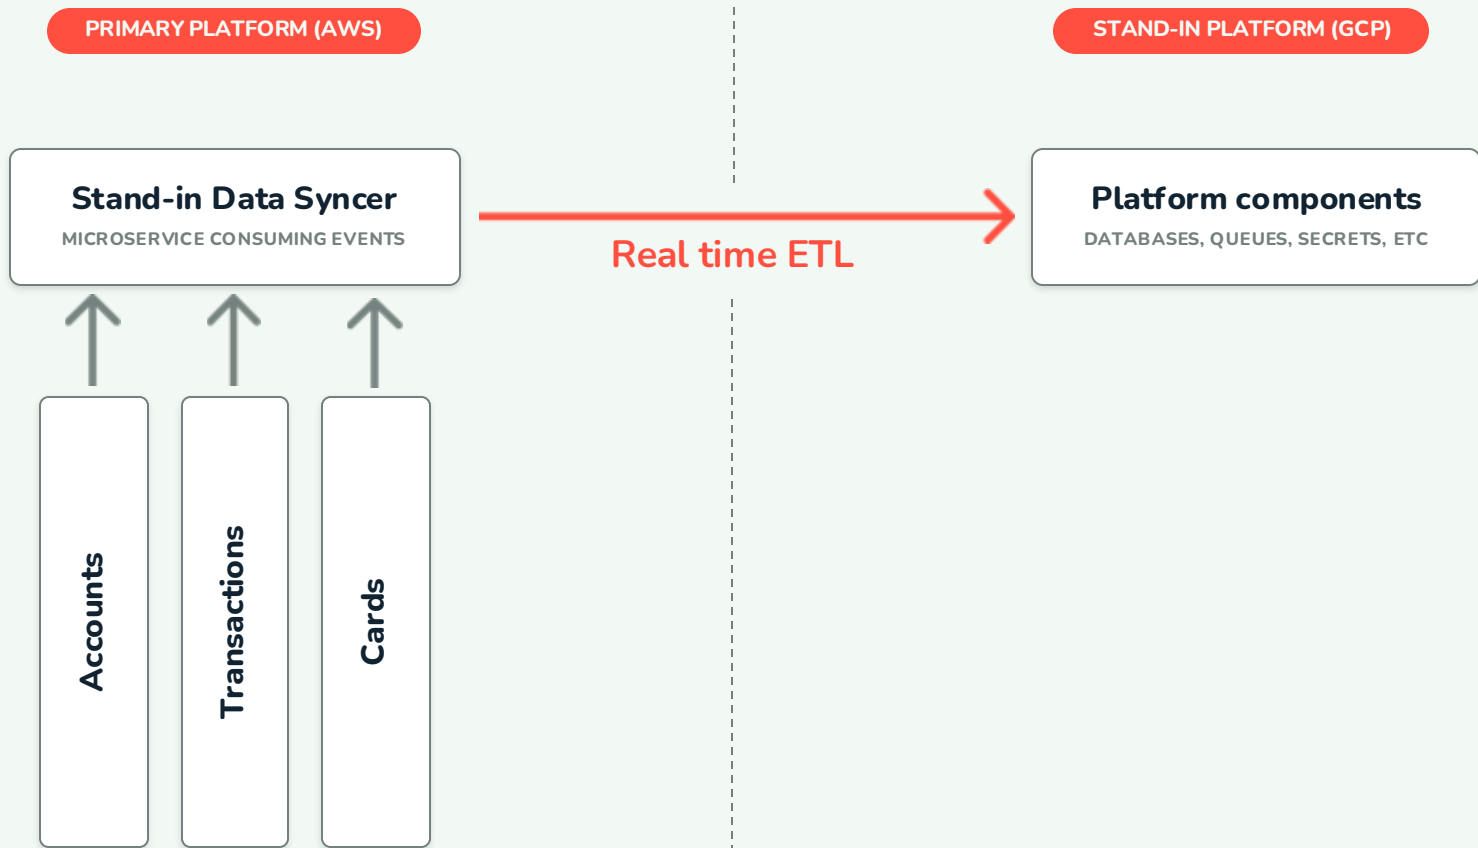 PRIMARY PLATFORM (AWS)
STAND-IN PLATFORM (GCP)
Stand-in Data Syncer
MICROSERVICE CONSUMING EVENTS
Real time ETL
Platform components
DATABASES, QUEUES, SECRETS, ETC
Accounts
Transactions
Cards